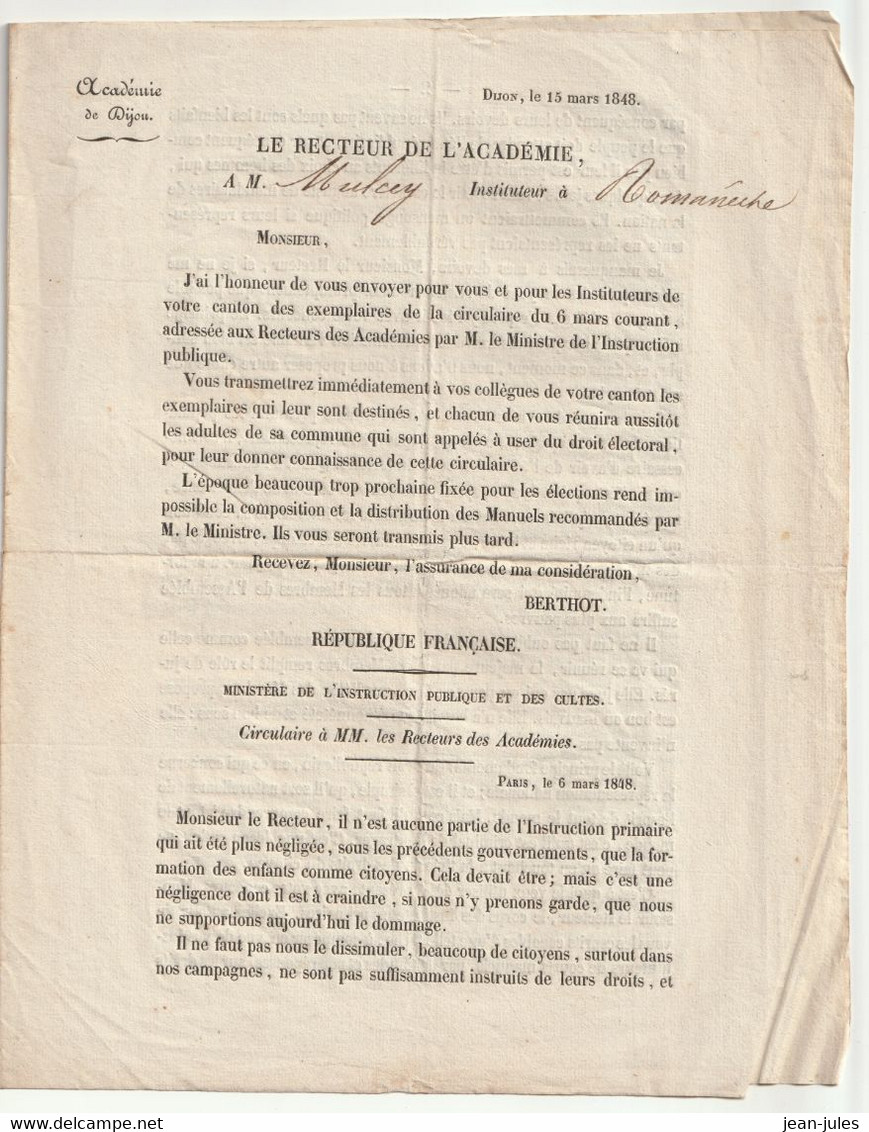 Académie
de Dijon.
Dijon, le 15 mars 1848.
LE RECTEUR DE L'ACADÉMIE,
A M. Mulcey Instituteur à Romanèche
Monsieur,
J'ai l'honneur de vous envoyer pour vous et pour les Instituteurs de
votre canton des exemplaires de la circulaire du 6 mars courant,
adressée aux Recteurs des Académies par M. le Ministre de l'Instruction
publique.
Vous transmettrez immédiatement à vos collègues de votre canton les
exemplaires qui leur sont destinés, et chacun de vous réunira aussitôt
les adultes de sa commune qui sont appelés à user du droit électoral,
pour leur donner connaissance de cette circulaire.
L'époque beaucoup trop prochaine fixée pour les élections rend im-
possible la composition et la distribution des Manuels recommandés par
M. le Ministre. Ils vous seront transmis plus tard.
Recevez, Monsieur, l'assurance de ma considération,
BERTHOT.
RÉPUBLIQUE FRANÇAISE.
MINISTÈRE DE L'INSTRUCTION PUBLIQUE ET DES CULTES.
Circulaire à MM. les Recteurs des Académies.
Paris, le 6 mars 1848.
Monsieur le Recteur, il n'est aucune partie de l'Instruction primaire
qui ait été plus négligée, sous les précédents gouvernements, que la for-
mation des enfants comme citoyens. Cela devait être; mais c'est une
négligence dont il est à craindre, si nous n'y prenons garde, que nous
ne supportions aujourd'hui le dommage.
Il ne faut pas nous le dissimuler, beaucoup de citoyens, surtout dans
nos campagnes, ne sont pas suffisamment instruits de leurs droits, et
delcampe.net
jean-jules